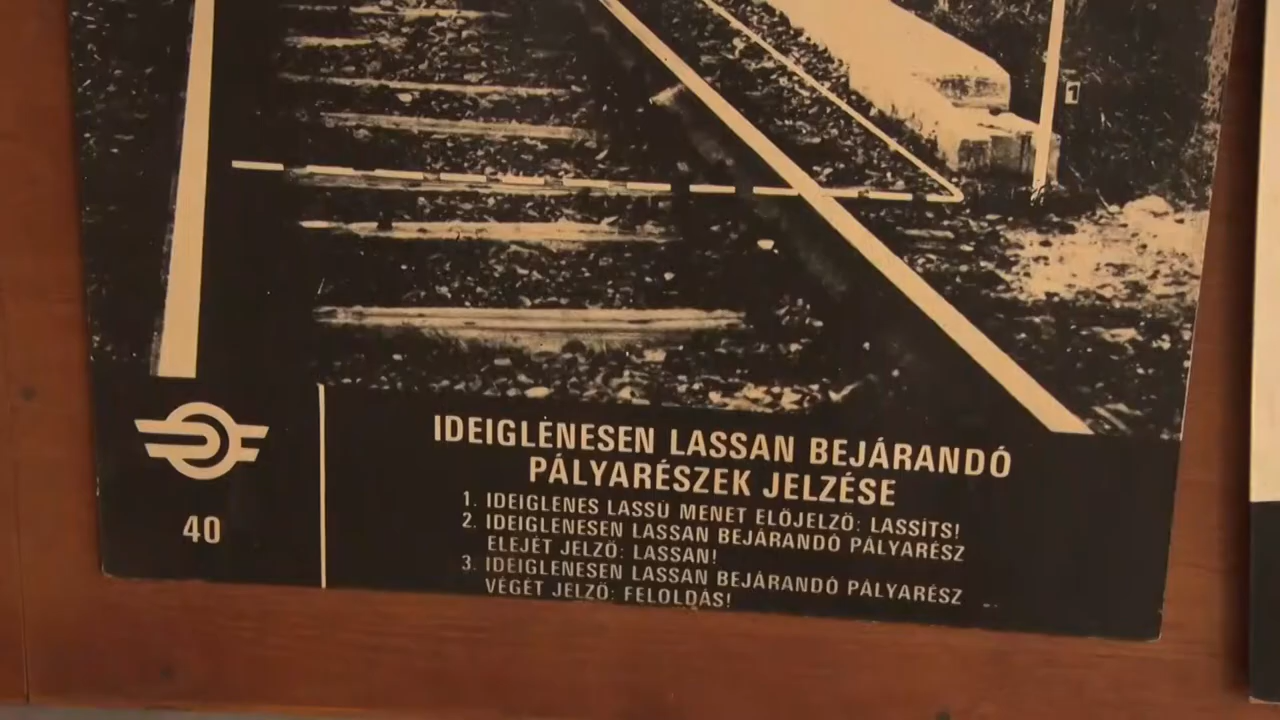 1
IDEIGLÉNESEN LASSAN BEJÁRANDÓ
PÁLYARÉSZEK JELZÉSE
1. IDEIGLENES LASSÚ MENET ELŐJELZŐ: LASSÍTS!
2. IDEIGLENESEN LASSAN BEJÁRANDÓ PÁLYARÉSZ
ELEJÉT JELZŐ: LASSAN!
3. IDEIGLENESEN LASSAN BEJÁRANDÓ PÁLYARÉSZ
VÉGÉT JELZŐ: FELOLDÁS!
40